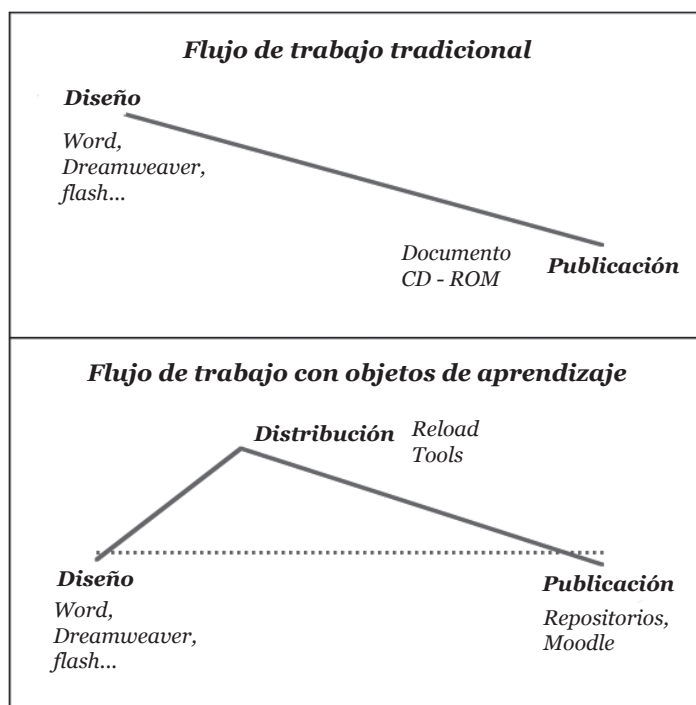 Flujo de trabajo tradicional
Diseño
Word,
Dreamweaver,
flash...
Documento
CD - ROM
Publicación
Flujo de trabajo con objetos de aprendizaje
Distribución
Reload
Tools
Diseño
Word,
Dreamweaver,
flash...
Publicación
Repositorios,
Moodle